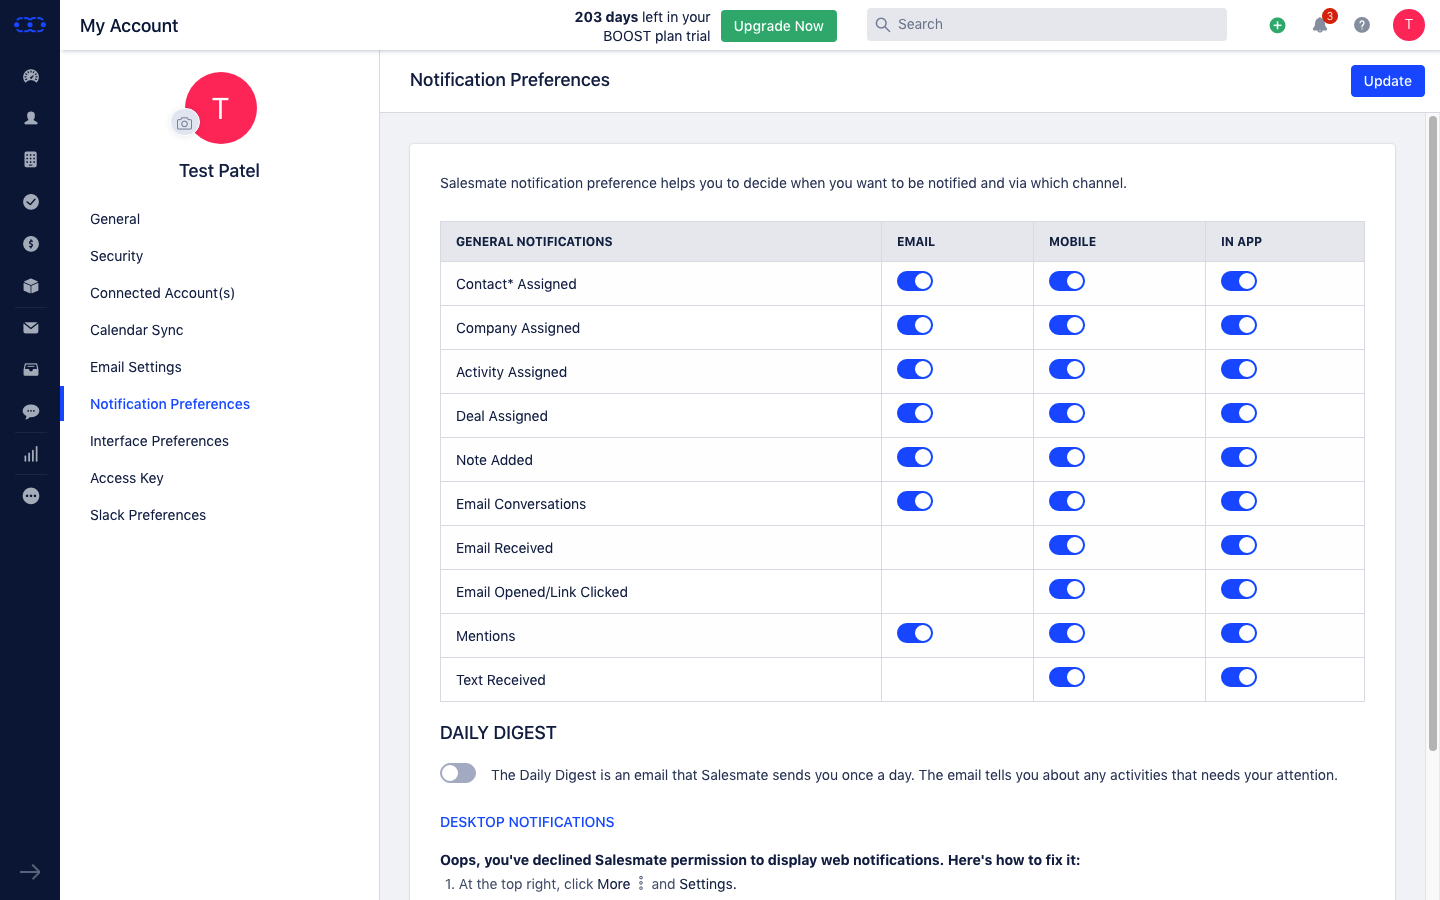 My Account
203 days left in your
BOOST plan trial
Upgrade Now
Search
3
T
T
Test Patel
General
Security
Connected Account(s)
Calendar Sync
Email Settings
Notification Preferences
Interface Preferences
Access Key
Slack Preferences
Notification Preferences
Update
Salesmate notification preference helps you to decide when you want to be notified and via which channel.
GENERAL NOTIFICATIONS EMAIL MOBILE IN APP
Contact* Assigned
Company Assigned
Activity Assigned
Deal Assigned
Note Added
Email Conversations
Email Received
Email Opened/Link Clicked
Mentions
Text Received
DAILY DIGEST
The Daily Digest is an email that Salesmate sends you once a day. The email tells you about any activities that needs your attention.
DESKTOP NOTIFICATIONS
Oops, you've declined Salesmate permission to display web notifications. Here's how to fix it:
1. At the top right, click More and Settings.